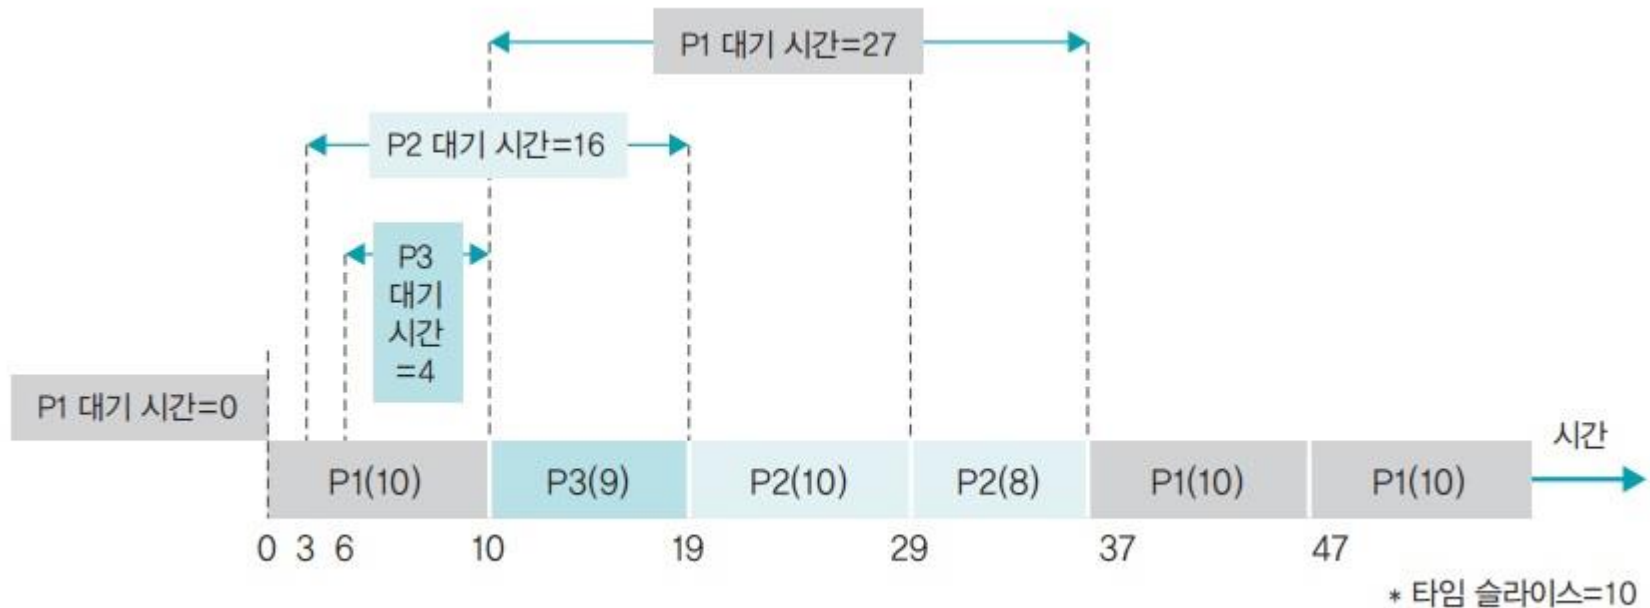 P1 대기 시간=27
P2 대기 시간=16
P3
대기
시간
=4
P1 대기 시간=0
시간
P1(10) P3(9) P2(10) P2(8) P1(10) P1(10)
0 3 6 10 19 29 37 47
* 타임 슬라이스=10